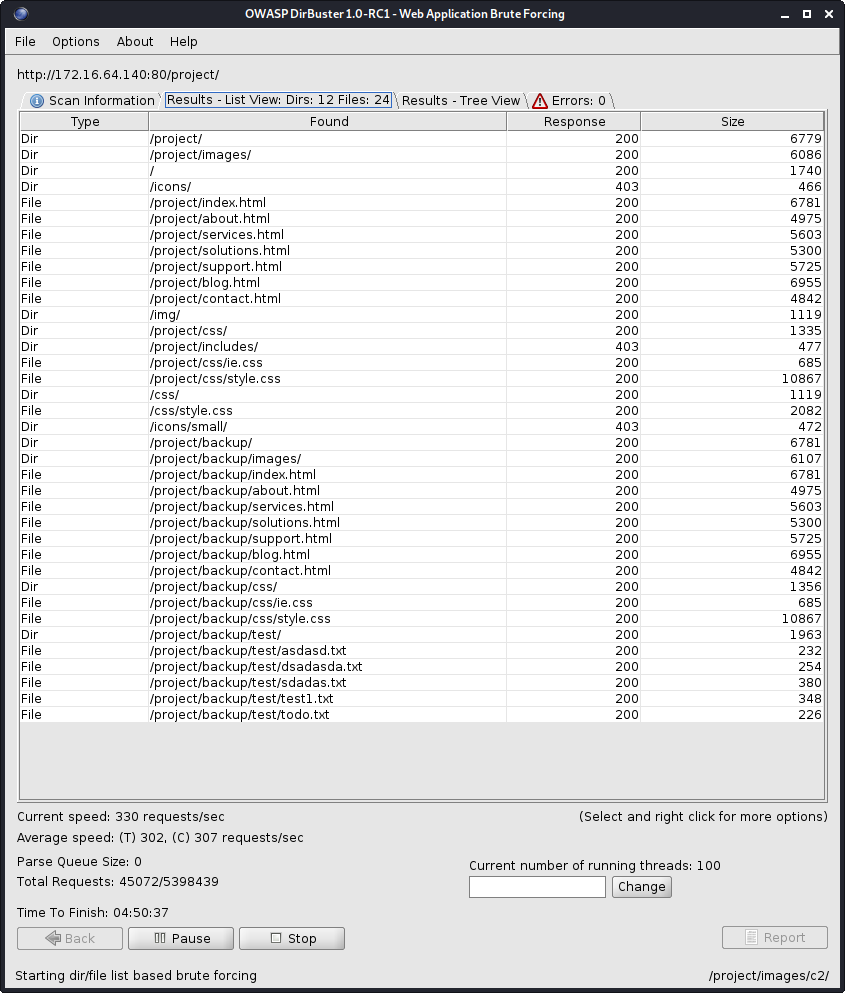 OWASP DirBuster 1.0-RC1 - Web Application Brute Forcing
File Options About Help
http://172.16.64.140:80/project/
Scan Information Results - List View: Dirs: 12 Files: 24 Results - Tree View Errors: 0
Type Found Response Size
Dir /project/ 200 6779
Dir /project/images/ 200 6086
Dir / 200 1740
Dir /icons/ 403 466
File /project/index.html 200 6781
File /project/about.html 200 4975
File /project/services.html 200 5603
File /project/solutions.html 200 5300
File /project/support.html 200 5725
File /project/blog.html 200 6955
File /project/contact.html 200 4842
Dir /img/ 200 1119
Dir /project/css/ 200 1335
Dir /project/includes/ 403 477
File /project/css/ie.css 200 685
File /project/css/style.css 200 10867
Dir /css/ 200 1119
File /css/style.css 200 2082
Dir /icons/small/ 403 472
Dir /project/backup/ 200 6781
Dir /project/backup/images/ 200 6107
File /project/backup/index.html 200 6781
File /project/backup/about.html 200 4975
File /project/backup/services.html 200 5603
File /project/backup/solutions.html 200 5300
File /project/backup/support.html 200 5725
File /project/backup/blog.html 200 6955
File /project/backup/contact.html 200 4842
Dir /project/backup/css/ 200 1356
File /project/backup/css/ie.css 200 685
File /project/backup/css/style.css 200 10867
Dir /project/backup/test/ 200 1963
File /project/backup/test/asdasd.txt 200 232
File /project/backup/test/dsadasda.txt 200 254
File /project/backup/test/sdadas.txt 200 380
File /project/backup/test/test1.txt 200 348
File /project/backup/test/todo.txt 200 226
Current speed: 330 requests/sec (Select and right click for more options)
Average speed: (T) 302, (C) 307 requests/sec
Parse Queue Size: 0 Current number of running threads: 100
Total Requests: 45072/5398439 Change
Time To Finish: 04:50:37
Back Pause Stop Report
Starting dir/file list based brute forcing /project/images/c2/